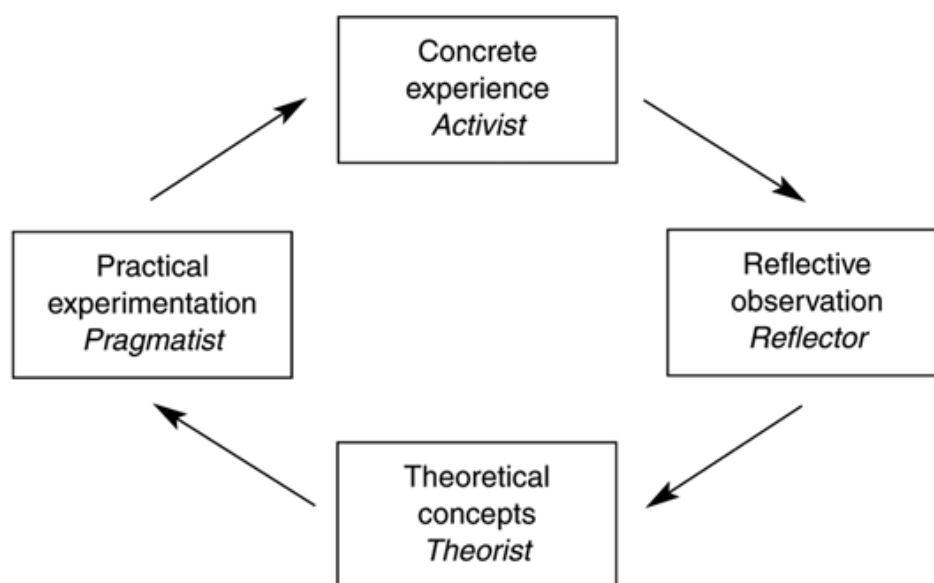 Concrete
experience
Activist
Practical
experimentation
Pragmatist
Reflective
observation
Reflector
Theoretical
concepts
Theorist